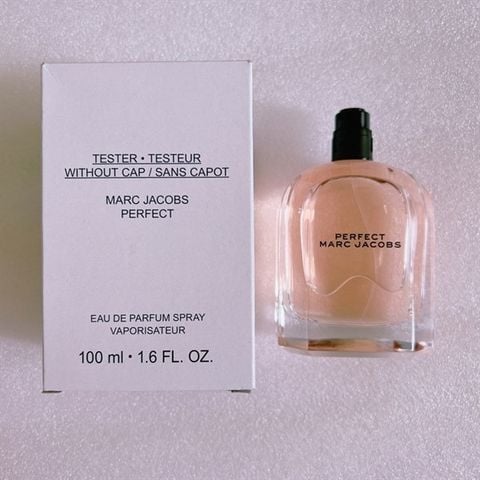 TESTER • TESTEUR
WITHOUT CAP / SANS CAPOT
MARC JACOBS
PERFECT
EAU DE PARFUM SPRAY
VAPORISATEUR
100 ml • 1.6 FL. OZ.
PERFECT
MARC JACOBS